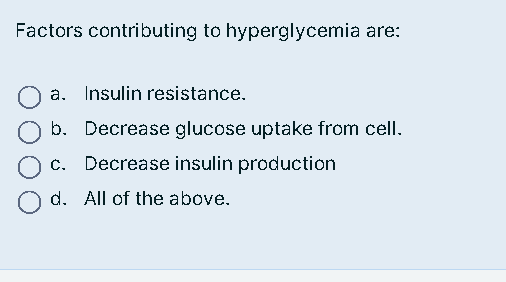 Factors contributing to hyperglycemia are:
a. Insulin resistance.
b. Decrease glucose uptake from cell.
c. Decrease insulin production
d. All of the above.